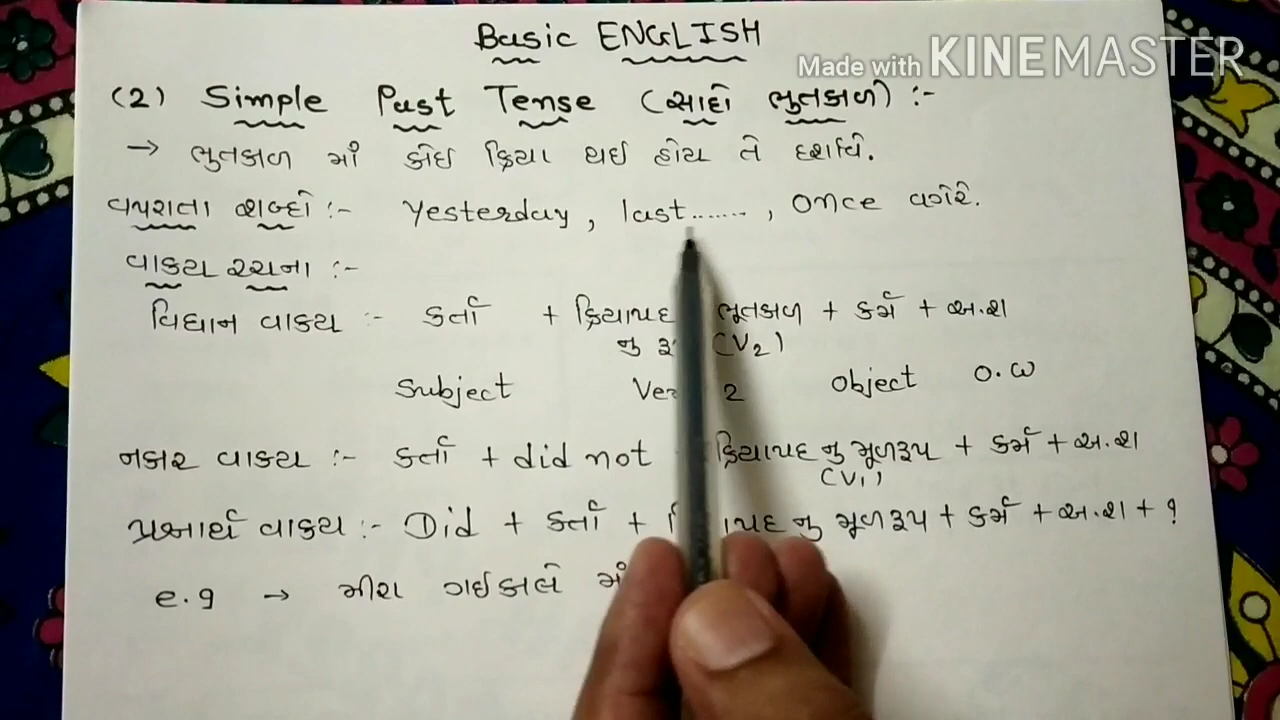 Basic ENGLISH
Made with KINEMASTER
(2) Simple Past Tense (સાદો ભુતકાળ) :-
→ ભુતકાળ માં કોઇ ક્રિયા થઇ હોય તે દર્શાવે.
વપરાતા શબ્દો :- Yesterday, last......., once વગેરે.
વાક્ય રચના :-
વિધાન વાક્ય :- કર્તા + ક્રિયાપદ ભૂતકાળ + કર્મ + અ.શ
નુ (V2)
Subject 2 Object O.W
નકાર વાક્ય :- કર્તા + did not ક્રિયાપદ નુ મૂળરૂપ + કર્મ + અ.શ
(V1)
પ્રશ્નાર્થ વાક્ય :- Did + કર્તા + નુ મૂળરૂપ + કર્મ + અ.શ + ?
e.g → મીરા ગઇકાલે